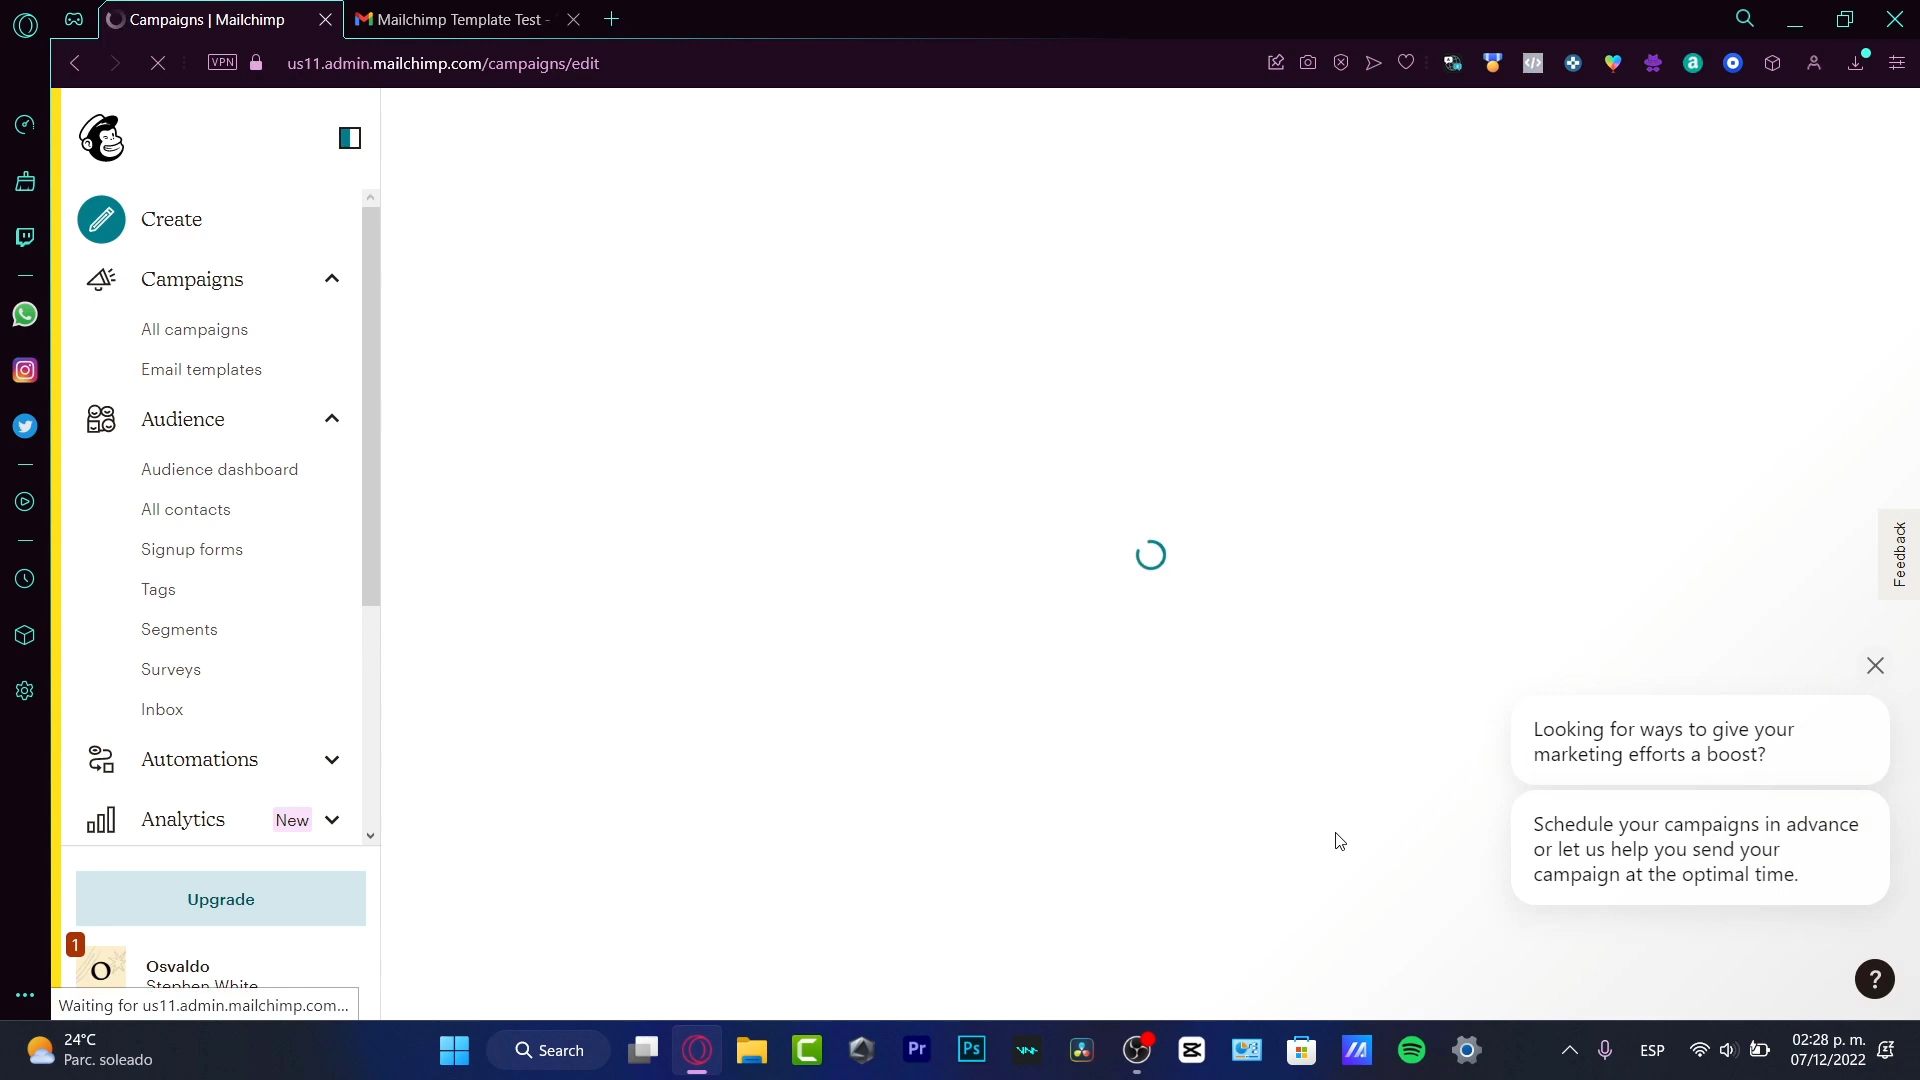 Campaigns | Mailchimp
Mailchimp Template Test -
VPN
us11.admin.mailchimp.com/campaigns/edit
Create
Campaigns
All campaigns
Email templates
Audience
Audience dashboard
All contacts
Signup forms
Tags
Segments
Surveys
Inbox
Automations
Analytics New
Upgrade
1
O
Osvaldo
Stephen White
Waiting for us11.admin.mailchimp.com...
Feedback
Looking for ways to give your
marketing efforts a boost?
Schedule your campaigns in advance
or let us help you send your
campaign at the optimal time.
?
24°C
Parc. soleado
Search
Pr
Ps
ESP
02:28 p. m.
07/12/2022